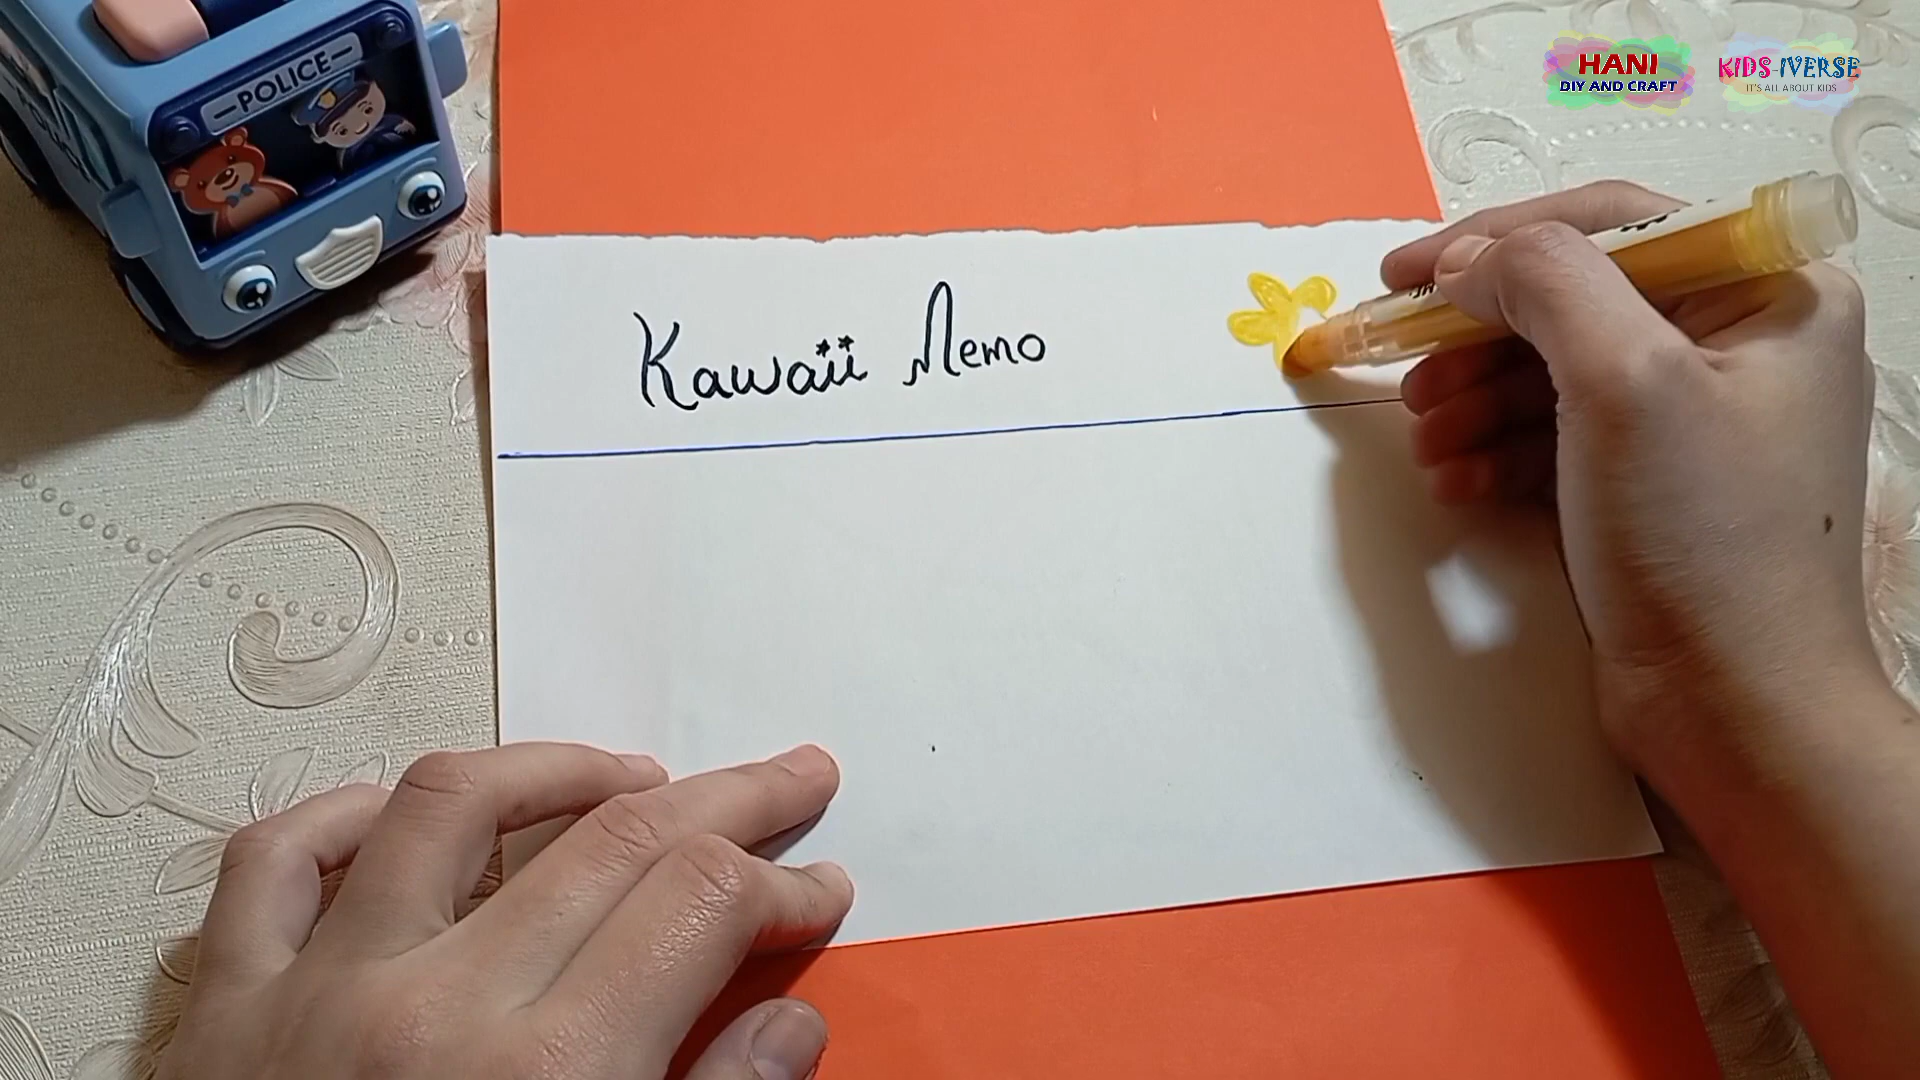 POLICE
HANI
DIY AND CRAFT
KIDS-IVERSE
IT'S ALL ABOUT KIDS
Kawaii Memo